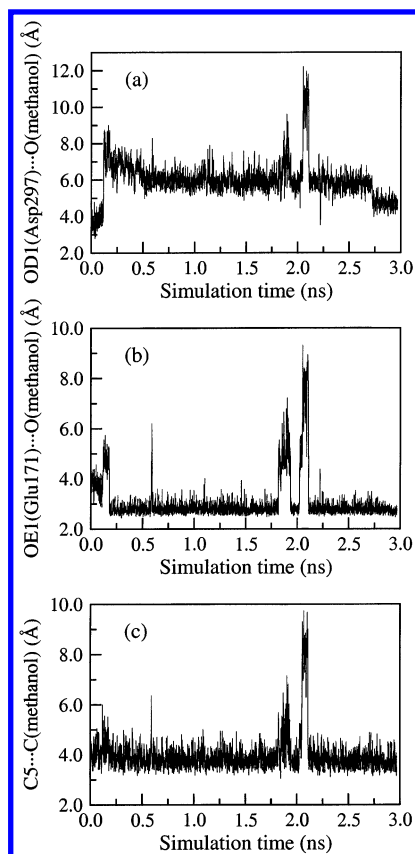 OD1(Asp297)···O(methanol) (Å)
12.0
(a)
10.0
8.0
6.0
4.0
2.0
0.0 0.5 1.0 1.5 2.0 2.5 3.0
Simulation time (ns)
OE1(Glu171)···O(methanol) (Å)
10.0
(b)
8.0
6.0
4.0
2.0
0.0 0.5 1.0 1.5 2.0 2.5 3.0
Simulation time (ns)
C5···C(methanol) (Å)
10.0
(c)
8.0
6.0
4.0
2.0
0.0 0.5 1.0 1.5 2.0 2.5 3.0
Simulation time (ns)